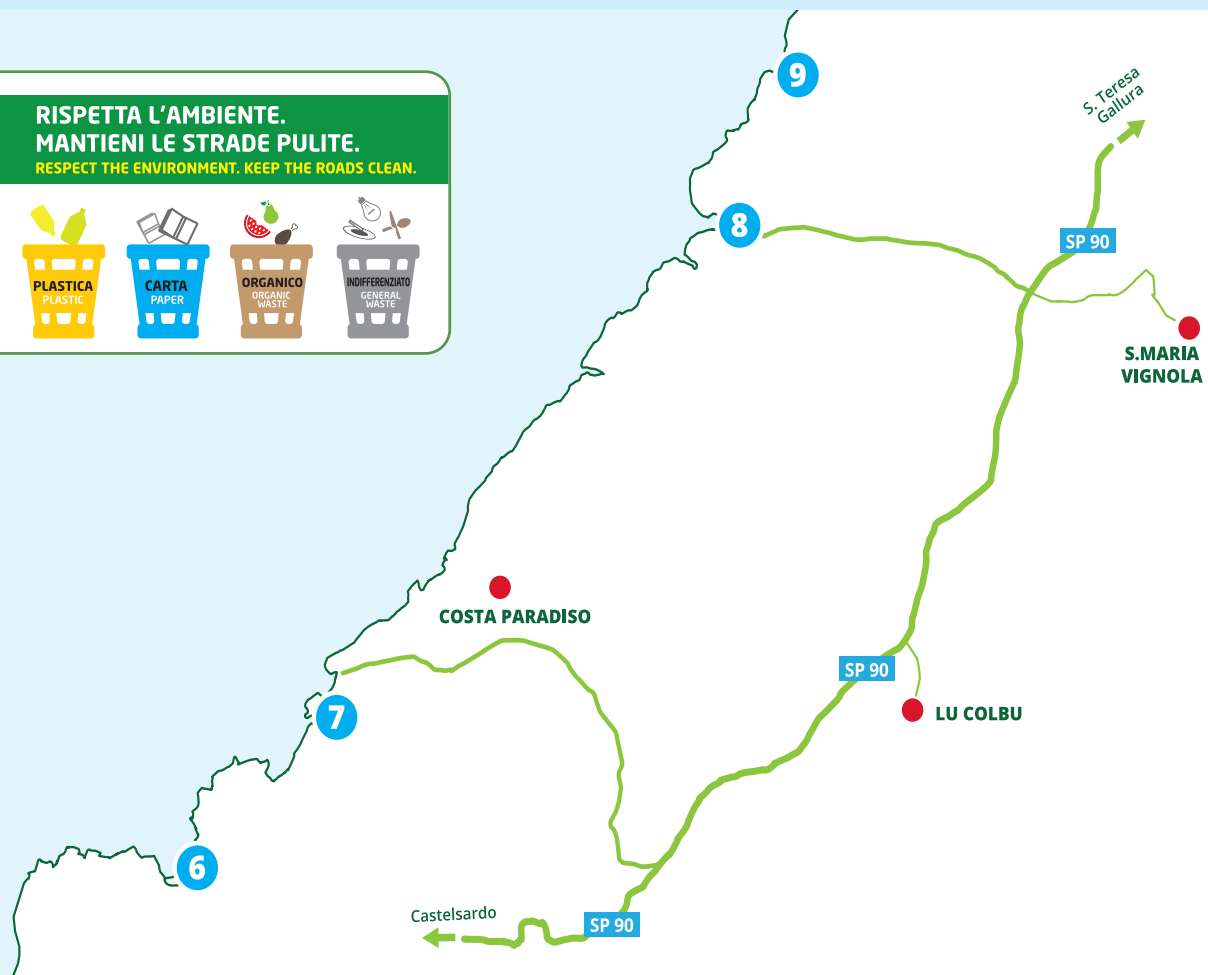 RISPETTA L'AMBIENTE.
MANTIENI LE STRADE PULITE.
RESPECT THE ENVIRONMENT. KEEP THE ROADS CLEAN.
PLASTICA
PLASTIC
CARTA
PAPER
ORGANICO
ORGANIC
WASTE
INDIFFERENZIATO
GENERAL
WASTE
9
S. Teresa
Gallura
8
SP 90
S.MARIA
VIGNOLA
COSTA PARADISO
SP 90
7
LU COLBU
6
Castelsardo
SP 90